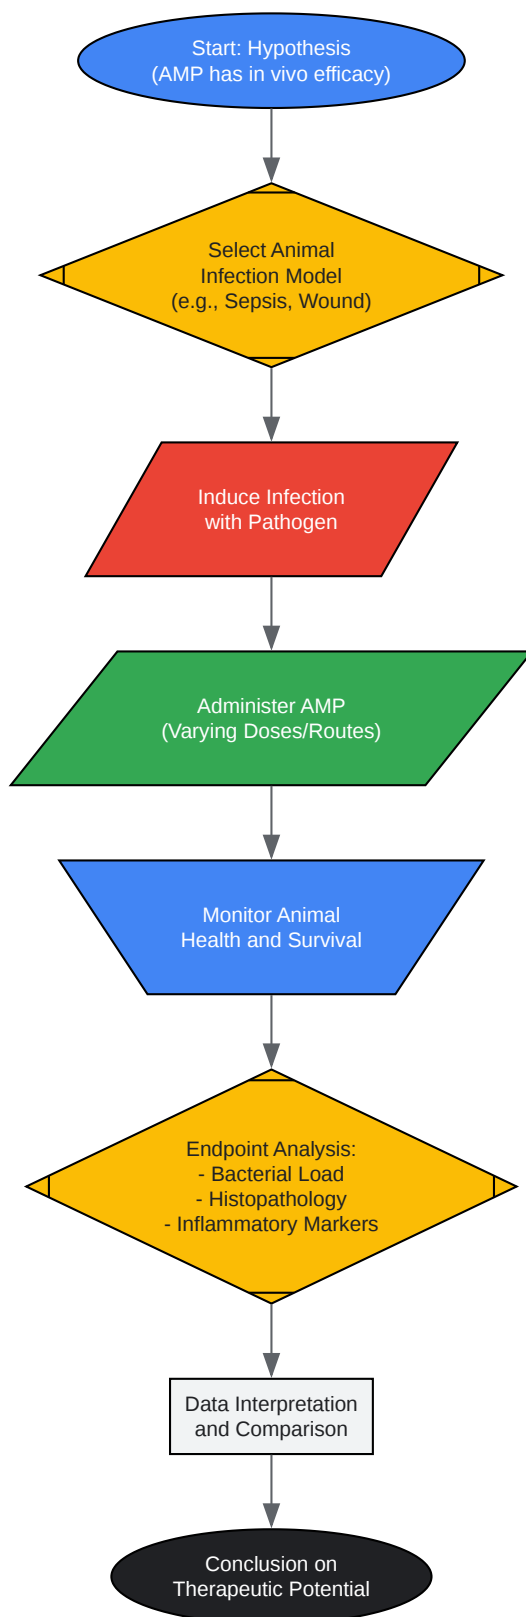 Start: Hypothesis
(AMP has in vivo efficacy)
Select Animal
Infection Model
(e.g., Sepsis, Wound)
Induce Infection
with Pathogen
Administer AMP
(Varying Doses/Routes)
Monitor Animal
Health and Survival
Endpoint Analysis:
- Bacterial Load
- Histopathology
- Inflammatory Markers
Data Interpretation
and Comparison
Conclusion on
Therapeutic Potential